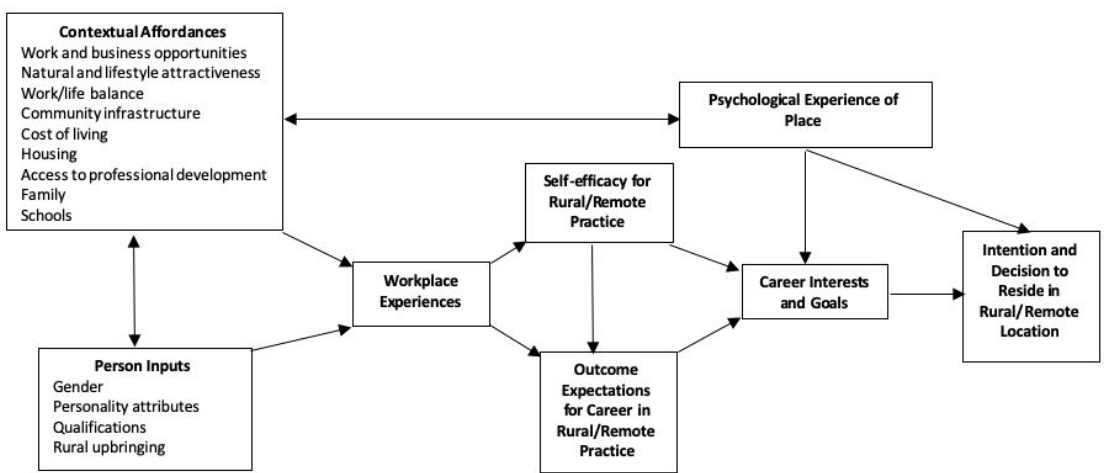 Contextual Affordances
Work and business opportunities
Natural and lifestyle attractiveness
Work/life balance
Community infrastructure
Cost of living
Housing
Access to professional development
Family
Schools
Psychological Experience of
Place
Self-efficacy for
Rural/Remote
Practice
Workplace
Experiences
Career Interests
and Goals
Intention and
Decision to
Reside in
Rural/Remote
Location
Person Inputs
Gender
Personality attributes
Qualifications
Rural upbringing
Outcome
Expectations
for Career in
Rural/Remote
Practice